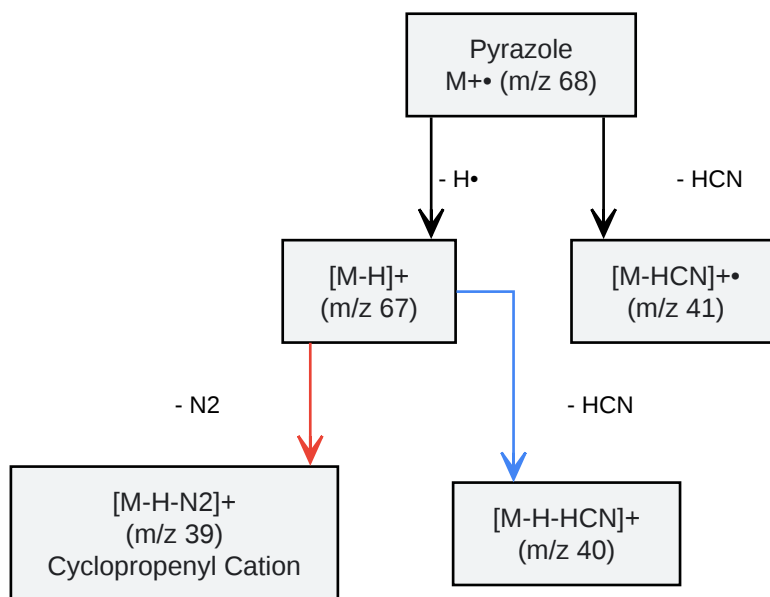 Pyrazole
M+• (m/z 68)
- H•
- HCN
[M-H]+
(m/z 67)
[M-HCN]+•
(m/z 41)
- N2
- HCN
[M-H-N2]+
(m/z 39)
Cyclopropenyl Cation
[M-H-HCN]+
(m/z 40)